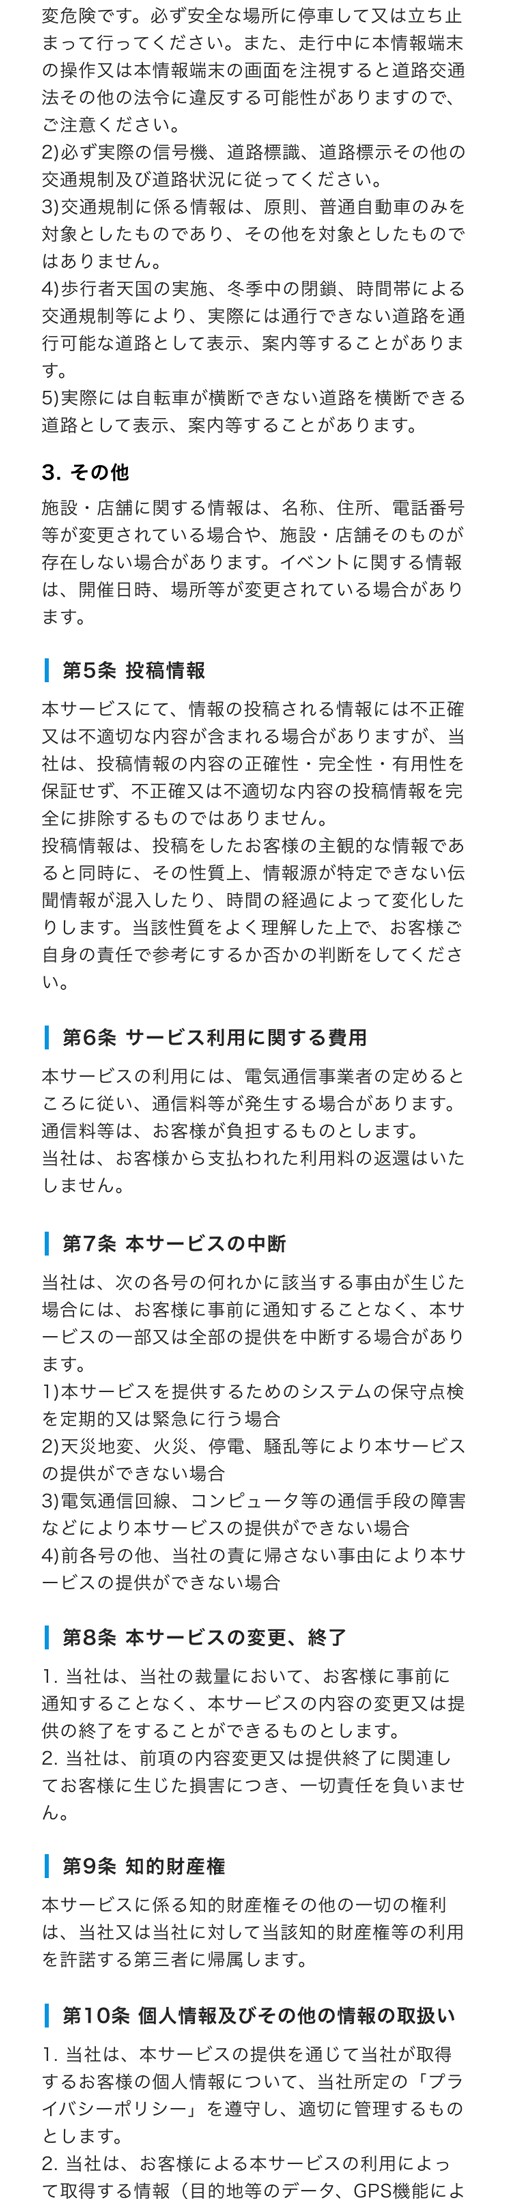 変危険です。必ず安全な場所に停車して又は立ち止
まって行ってください。また、走行中に本情報端末
の操作又は本情報端末の画面を注視すると道路交通
法その他の法令に違反する可能性がありますので、
ご注意ください。
2)必ず実際の信号機、道路標識、道路標示その他の
交通規制及び道路状況に従ってください。
3)交通規制に係る情報は、原則、普通自動車のみを
対象としたものであり、その他を対象としたもので
はありません。
4)歩行者天国の実施、冬季中の閉鎖、時間帯による
交通規制等により、実際には通行できない道路を通
行可能な道路として表示、案内等することがありま
す。
5)実際には自転車が横断できない道路を横断できる
道路として表示、案内等することがあります。
3. その他
施設・店舗に関する情報は、名称、住所、電話番号
等が変更されている場合や、施設・店舗そのものが
存在しない場合があります。イベントに関する情報
は、開催日時、場所等が変更されている場合があり
ます。
第5条 投稿情報
本サービスにて、情報の投稿される情報には不正確
又は不適切な内容が含まれる場合がありますが、当
社は、投稿情報の内容の正確性・完全性・有用性を
保証せず、不正確又は不適切な内容の投稿情報を完
全に排除するものではありません。
投稿情報は、投稿をしたお客様の主観的な情報であ
ると同時に、その性質上、情報源が特定できない伝
聞情報が混入したり、時間の経過によって変化した
りします。当該性質をよく理解した上で、お客様ご
自身の責任で参考にするか否かの判断をしてくださ
い。
第6条 サービス利用に関する費用
本サービスの利用には、電気通信事業者の定めると
ころに従い、通信料等が発生する場合があります。
通信料等は、お客様が負担するものとします。
当社は、お客様から支払われた利用料の返還はいた
しません。
第7条 本サービスの中断
当社は、次の各号の何れかに該当する事由が生じた
場合には、お客様に事前に通知することなく、本サ
ービスの一部又は全部の提供を中断する場合があり
ます。
1)本サービスを提供するためのシステムの保守点検
を定期的又は緊急に行う場合
2)天災地変、火災、停電、騒乱等により本サービス
の提供ができない場合
3)電気通信回線、コンピュータ等の通信手段の障害
などにより本サービスの提供ができない場合
4)前各号の他、当社の責に帰さない事由により本サ
ービスの提供ができない場合
第8条 本サービスの変更、終了
1. 当社は、当社の裁量において、お客様に事前に
通知することなく、本サービスの内容の変更又は提
供の終了をすることができるものとします。
2. 当社は、前項の内容変更又は提供終了に関連し
てお客様に生じた損害につき、一切責任を負いませ
ん。
第9条 知的財産権
本サービスに係る知的財産権その他の一切の権利
は、当社又は当社に対して当該知的財産権等の利用
を許諾する第三者に帰属します。
第10条 個人情報及びその他の情報の取扱い
1. 当社は、本サービスの提供を通じて当社が取得
するお客様の個人情報について、当社所定の「プラ
イバシーポリシー」を遵守し、適切に管理するもの
とします。
2. 当社は、お客様による本サービスの利用によっ
て取得する情報（目的地等のデータ、GPS機能によ